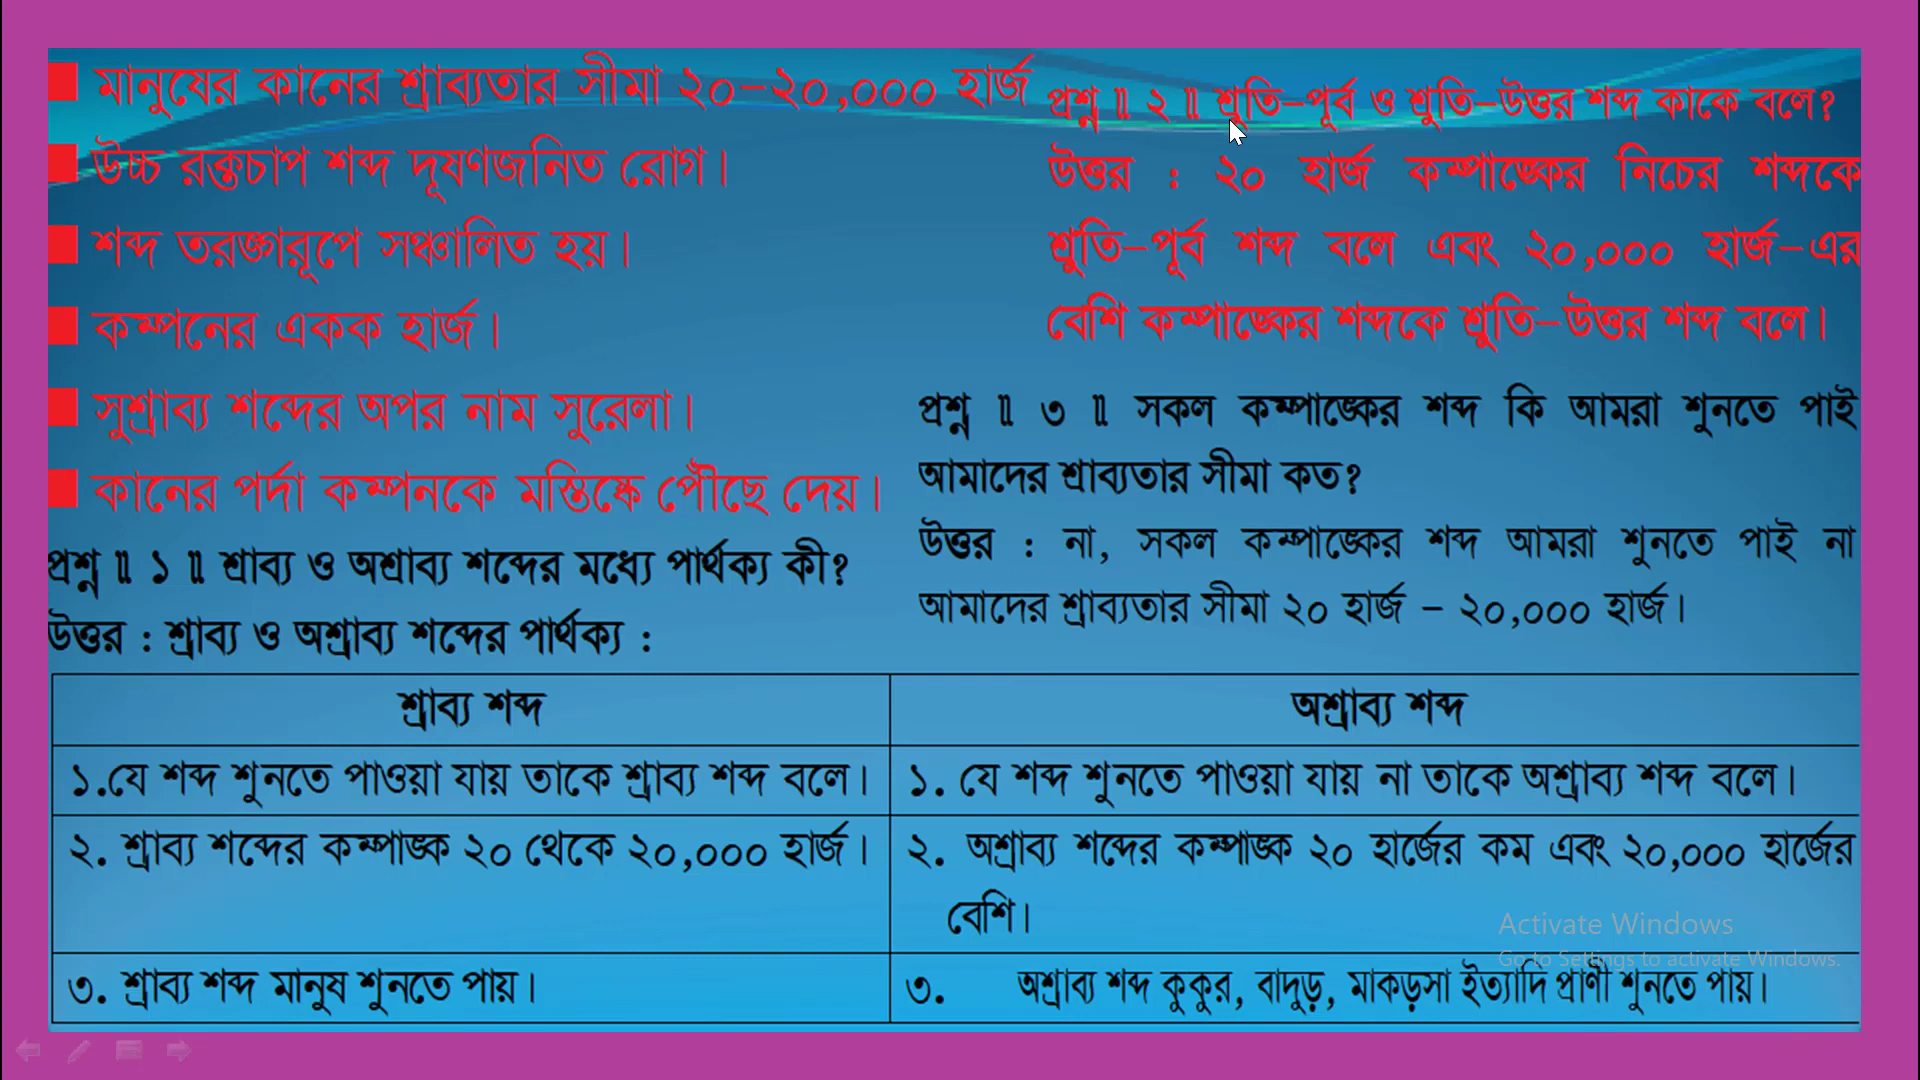 মানুষের কানের শ্রাব্যতার সীমা ২০-২০,০০০ হার্জ
উচ্চ রক্তচাপ শব্দ দূষণজনিত রোগ।
শব্দ তরঙ্গরূপে সঞ্চালিত হয়।
কম্পনের একক হার্জ।
সুশ্রাব্য শব্দের অপর নাম সুরেলা।
কানের পর্দা কম্পনকে মস্তিষ্কে পৌঁছে দেয়।
প্রশ্ন ॥ ১ ॥ শ্রাব্য ও অশ্রাব্য শব্দের মধ্যে পার্থক্য কী?
উত্তর : শ্রাব্য ও অশ্রাব্য শব্দের পার্থক্য :
প্রশ্ন ॥ ২ ॥ শ্রুতি-পূর্ব ও শ্রুতি-উত্তর শব্দ কাকে বলে?
উত্তর : ২০ হার্জ কম্পাঙ্কের নিচের শব্দকে
শ্রুতি-পূর্ব শব্দ বলে এবং ২০,০০০ হার্জ-এর
বেশি কম্পাঙ্কের শব্দকে শ্রুতি-উত্তর শব্দ বলে।
প্রশ্ন ॥ ৩ ॥ সকল কম্পাঙ্কের শব্দ কি আমরা শুনতে পাই
আমাদের শ্রাব্যতার সীমা কত?
উত্তর : না, সকল কম্পাঙ্কের শব্দ আমরা শুনতে পাই না
আমাদের শ্রাব্যতার সীমা ২০ হার্জ – ২০,০০০ হার্জ।
শ্রাব্য শব্দ
অশ্রাব্য শব্দ
১.যে শব্দ শুনতে পাওয়া যায় তাকে শ্রাব্য শব্দ বলে।
১. যে শব্দ শুনতে পাওয়া যায় না তাকে অশ্রাব্য শব্দ বলে।
২. শ্রাব্য শব্দের কম্পাঙ্ক ২০ থেকে ২০,০০০ হার্জ।
২. অশ্রাব্য শব্দের কম্পাঙ্ক ২০ হার্জের কম এবং ২০,০০০ হার্জের
বেশি।
৩. শ্রাব্য শব্দ মানুষ শুনতে পায়।
৩. অশ্রাব্য শব্দ কুকুর, বাদুড়, মাকড়সা ইত্যাদি প্রাণী শুনতে পায়।
Activate Windows
Go to Settings to activate Windows.